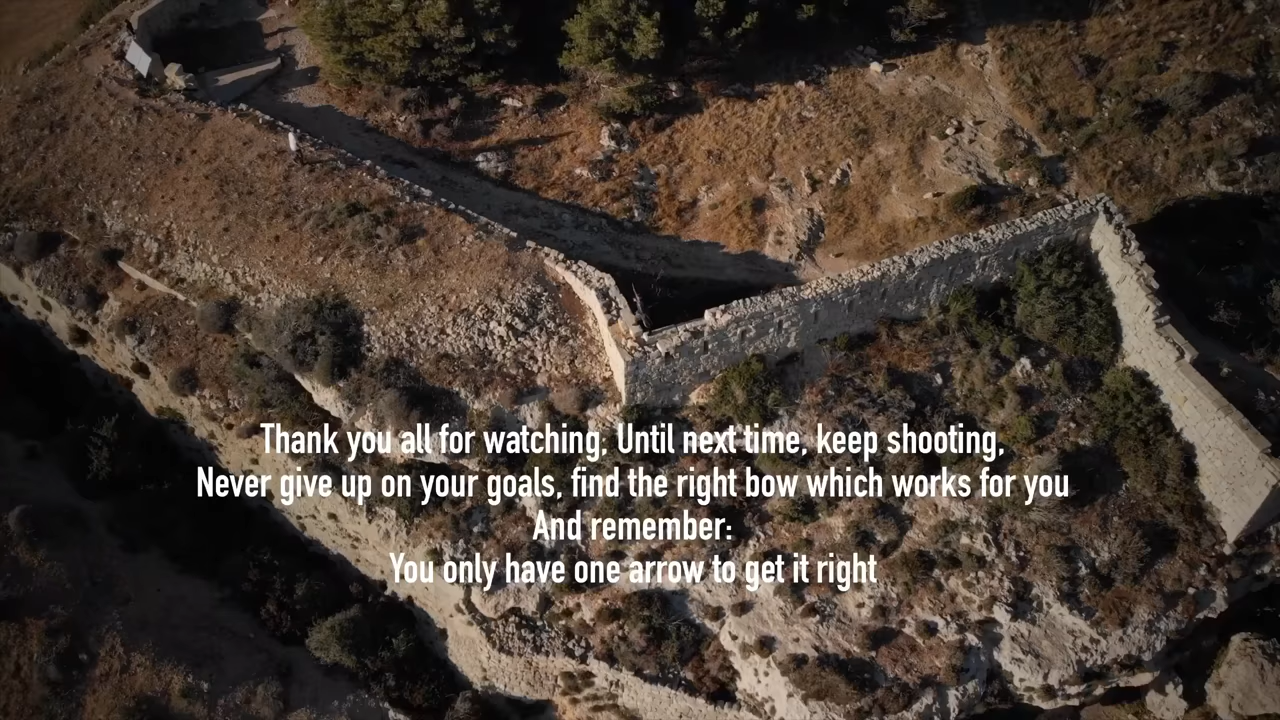 Thank you all for watching, Until next time, keep shooting,
Never give up on your goals, find the right bow which works for you
And remember:
You only have one arrow to get it right